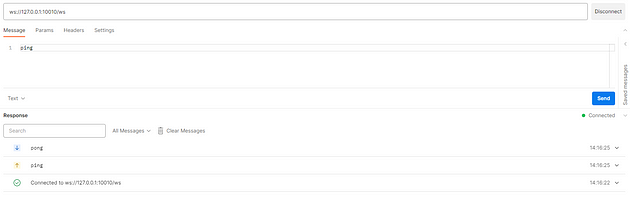 ws://127.0.0.1:10010/ws
Disconnect
Message Params Headers Settings
1 ping
Saved messages
Text
Send
Response
Connected
Search
All Messages
Clear Messages
pong 14:16:25
ping 14:16:25
Connected to ws://127.0.0.1:10010/ws 14:16:22